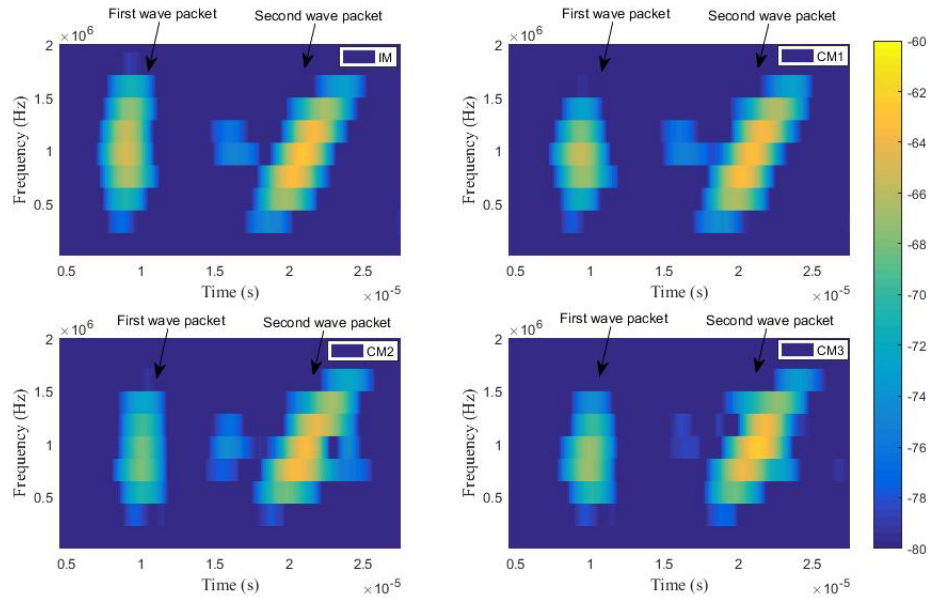 First wave packet
Second wave packet
× 10^6
IM
2
1.5
1
0.5
Frequency (Hz)
0.5
1
1.5
2
2.5
Time (s)
× 10^-5
First wave packet
Second wave packet
× 10^6
CM1
2
1.5
1
0.5
Frequency (Hz)
0.5
1
1.5
2
2.5
Time (s)
× 10^-5
First wave packet
Second wave packet
× 10^6
CM2
2
1.5
1
0.5
Frequency (Hz)
0.5
1
1.5
2
2.5
Time (s)
× 10^-5
First wave packet
Second wave packet
× 10^6
CM3
2
1.5
1
0.5
Frequency (Hz)
0.5
1
1.5
2
2.5
Time (s)
× 10^-5
-60
-62
-64
-66
-68
-70
-72
-74
-76
-78
-80